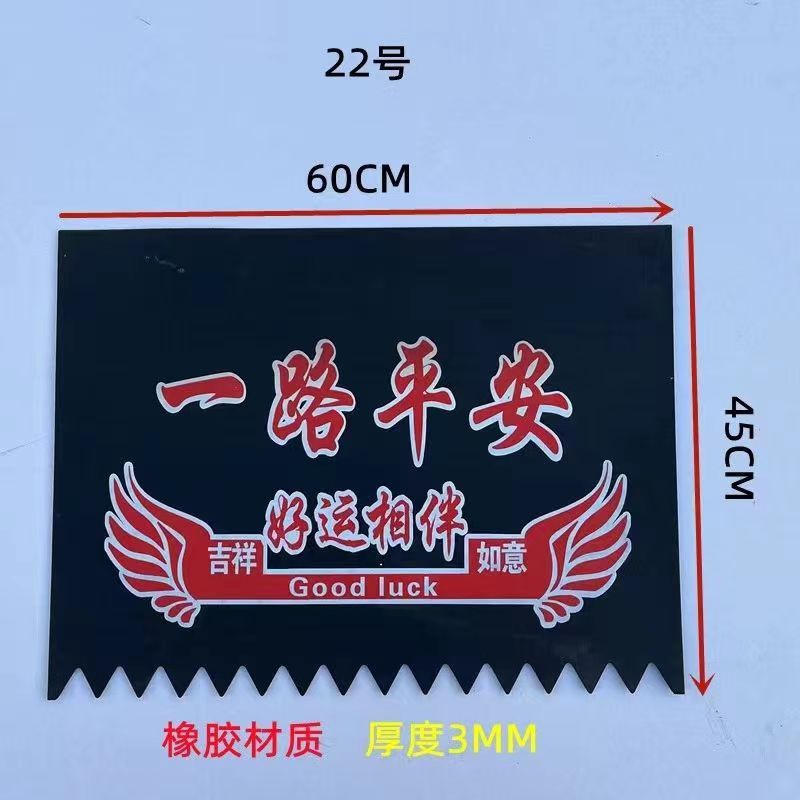 22号
60CM
45CM
一路平安
好运相伴
吉祥 如意
Good luck
橡胶材质 厚度3MM